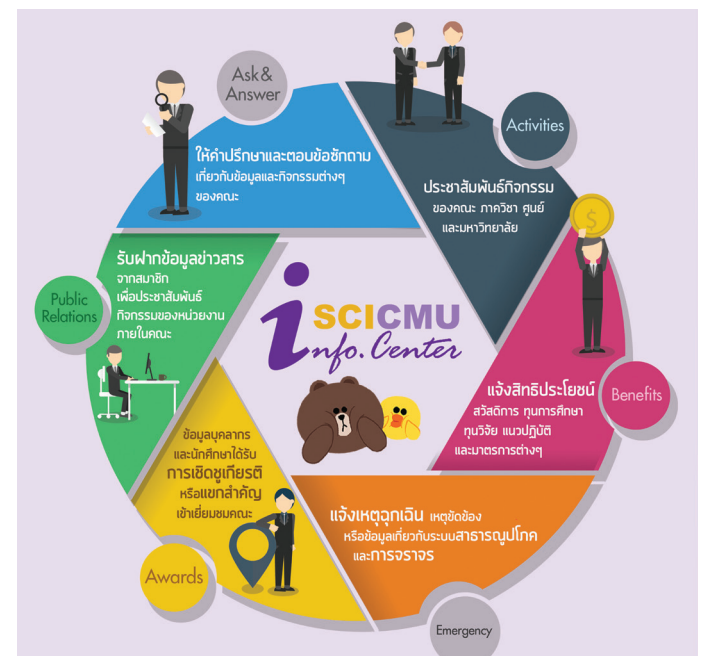 Ask &
Answer
ให้คำปรึกษาและตอบข้อซักถาม
เกี่ยวกับข้อมูลและกิจกรรมต่างๆ
ของคณะ
Activities
ประชาสัมพันธ์กิจกรรม
ของคณะ ภาควิชา ศูนย์
และมหาวิทยาลัย
$
Benefits
แจ้งสิทธิประโยชน์
สวัสดิการ ทุนการศึกษา
ทุนวิจัย แนวปฏิบัติ
และมาตรการต่างๆ
Emergency
แจ้งเหตุฉุกเฉิน เหตุขัดข้อง
หรือข้อมูลเกี่ยวกับระบบสาธารณูปโภค
และการจราจร
Awards
ข้อมูลบุคลากร
และนักศึกษาได้รับ
การเชิดชูเกียรติ
หรือแขกสำคัญ
เข้าเยี่ยมชมคณะ
Public
Relations
รับฝากข้อมูลข่าวสาร
จากสมาชิก
เพื่อประชาสัมพันธ์
กิจกรรมของหน่วยงาน
ภายในคณะ
i SCICMU
info.Center